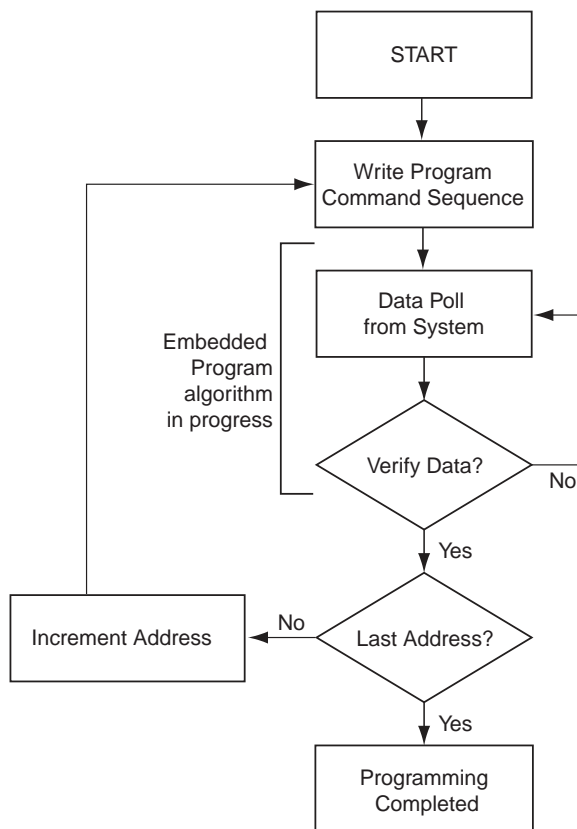 START
Write Program
Command Sequence
Data Poll
from System
Embedded
Program
algorithm
in progress
Verify Data?
No
Yes
Increment Address
No
Last Address?
Yes
Programming
Completed